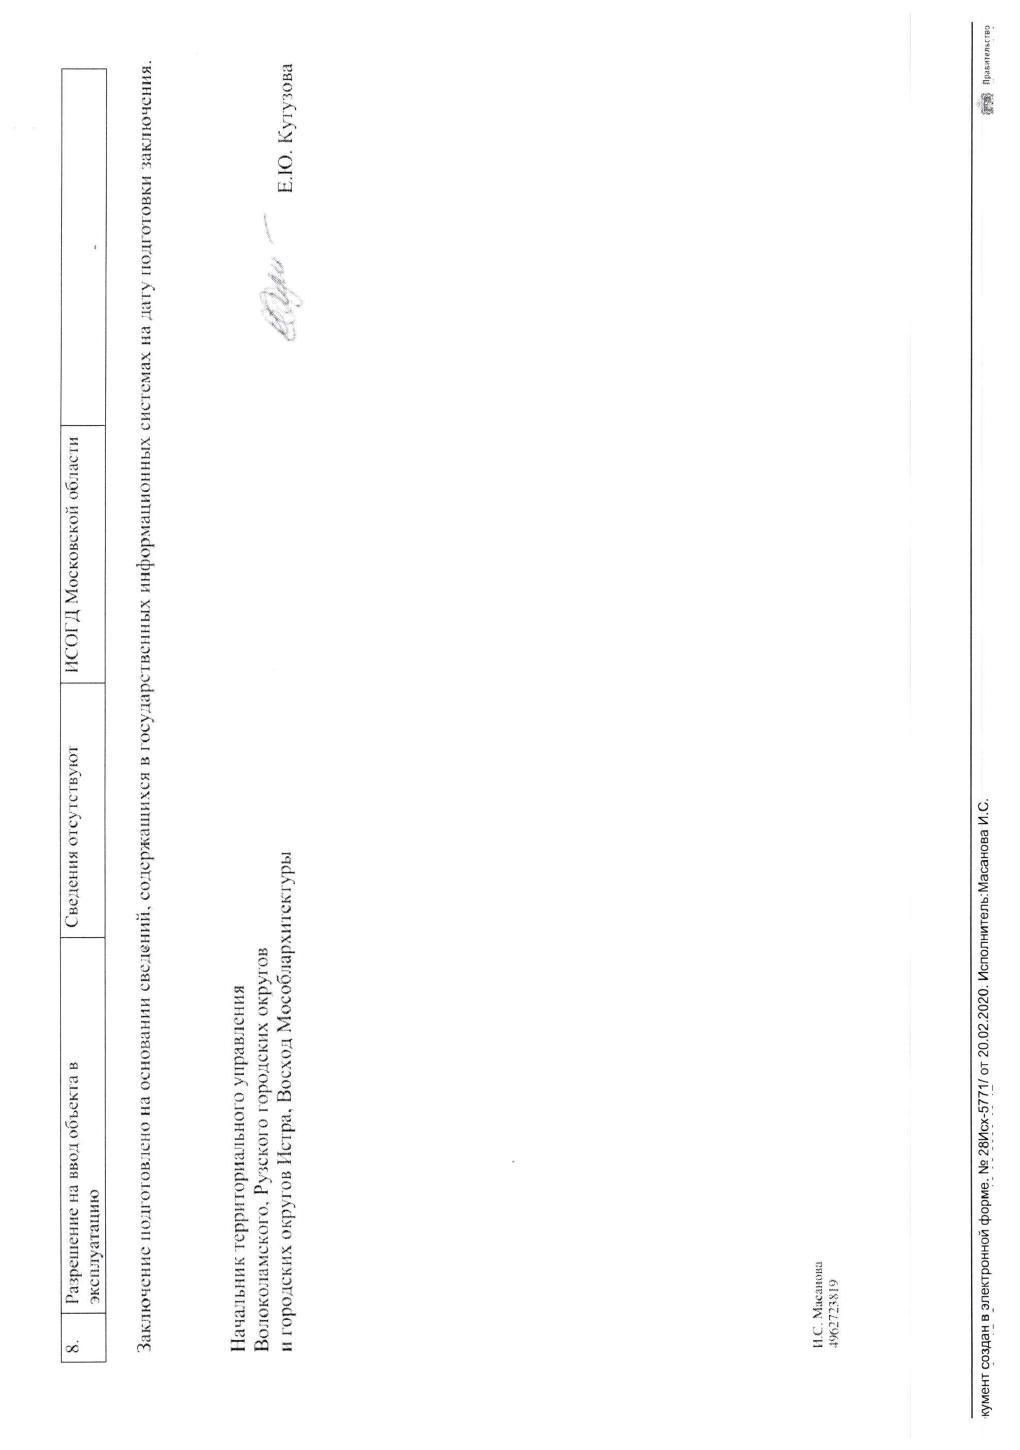 8. Разрешение на ввод объекта в эксплуатацию Сведения отсутствуют ИСОГД Московской области -
Заключение подготовлено на основании сведений, содержащихся в государственных информационных системах на дату подготовки заключения.
Начальник территориального управления
Волоколамского, Рузского городских округов
и городских округов Истра, Восход Мособлархитектуры Е.Ю. Кутузова
И.С. Масанова
4962723819
кумент создан в электронной форме. № 28Исх-5771/ от 20.02.2020. Исполнитель:Масанова И.С.
Правительство